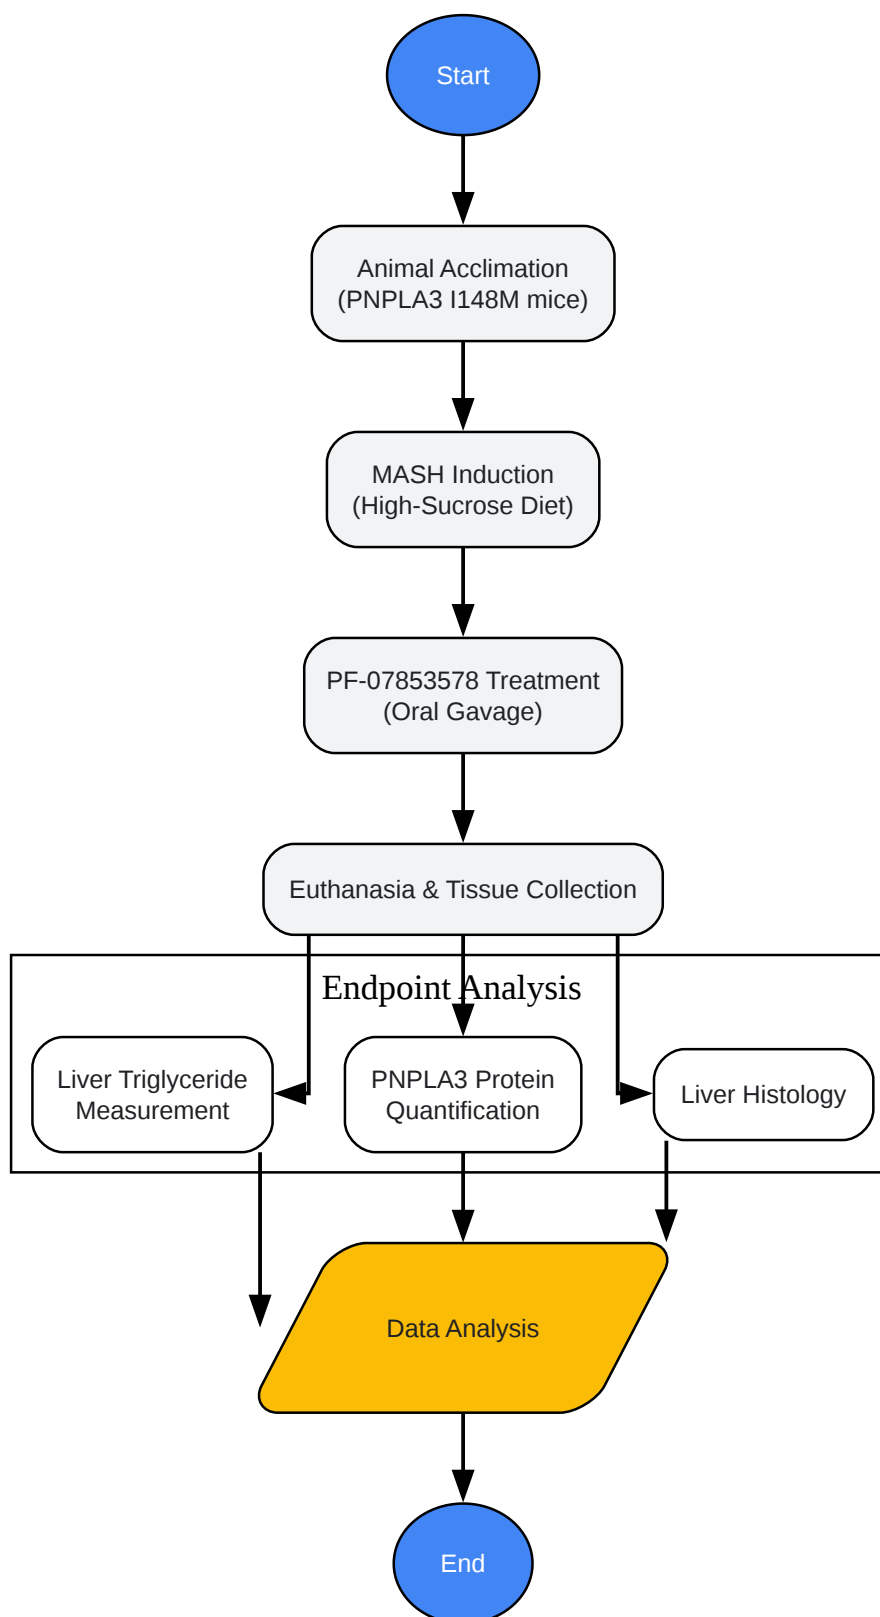 Start
Animal Acclimation
(PNPLA3 I148M mice)
MASH Induction
(High-Sucrose Diet)
PF-07853578 Treatment
(Oral Gavage)
Euthanasia & Tissue Collection
Endpoint Analysis
Liver Triglyceride
Measurement
PNPLA3 Protein
Quantification
Liver Histology
Data Analysis
End